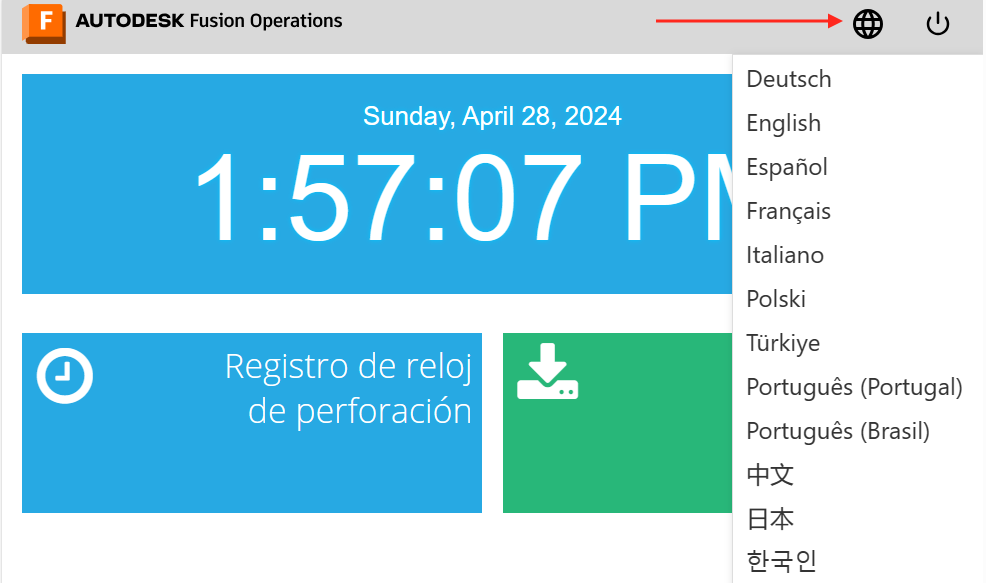 F AUTODESK Fusion Operations
Sunday, April 28, 2024
1:57:07 PM
Registro de reloj
de perforación
Deutsch
English
Español
Français
Italiano
Polski
Türkiye
Português (Portugal)
Português (Brasil)
中文
日本
한국인